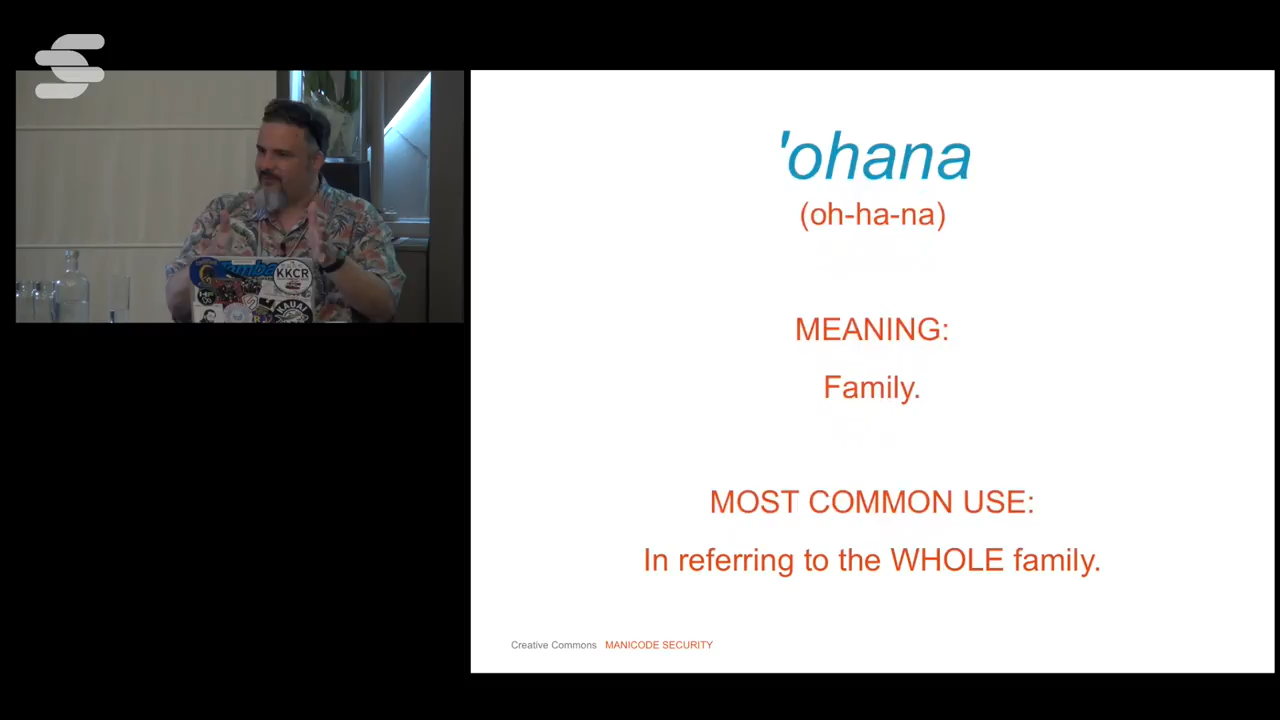 KKCR
KAUAI
'ohana
(oh-ha-na)
MEANING:
Family.
MOST COMMON USE:
In referring to the WHOLE family.
Creative Commons MANICODE SECURITY